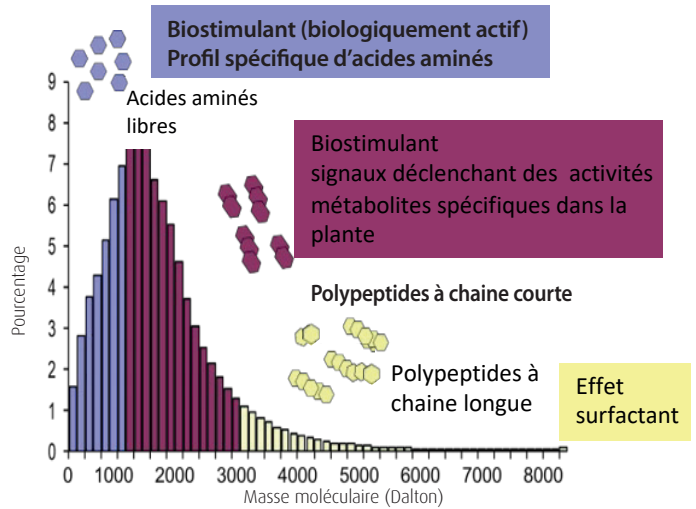 Biostimulant (biologiquement actif)
Profil spécifique d'acides aminés
Acides aminés
libres
Biostimulant
signaux déclenchant des activités
métabolites spécifiques dans la
plante
Polypeptides à chaine courte
Polypeptides à
chaine longue
Effet
surfactant
Pourcentage
9
8
7
6
5
4
3
2
1
0
0 1000 2000 3000 4000 5000 6000 7000 8000
Masse moléculaire (Dalton)